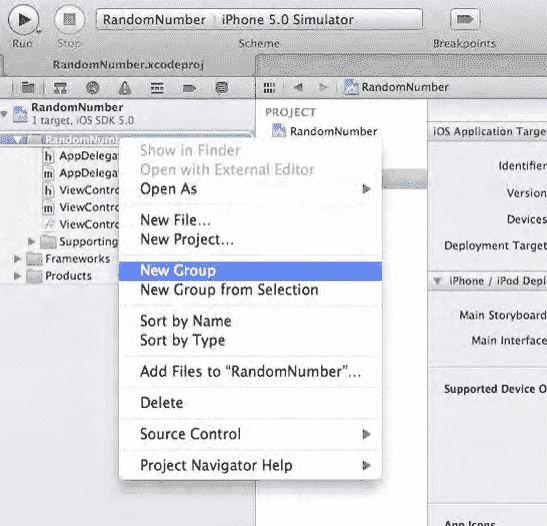 RandomNumber iPhone 5.0 Simulator
Run Stop Scheme Breakpoints
RandomNumber.xcodeproj
RandomNumber
RandomNumber
1 target, iOS SDK 5.0
RandomNumb
h AppDelega
m AppDelega
h ViewContro
m ViewContro
ViewContro
Supporting
Frameworks
Products
Show in Finder
Open with External Editor
Open As
New File...
New Project...
New Group
New Group from Selection
Sort by Name
Sort by Type
Add Files to “RandomNumber”...
Delete
Source Control
Project Navigator Help
PROJECT
RandomNumber
iOS Application Target
Identifier
Version
Devices
Deployment Target
iPhone / iPod Depl
Main Storyboard
Main Interface
Supported Device O
App Icons